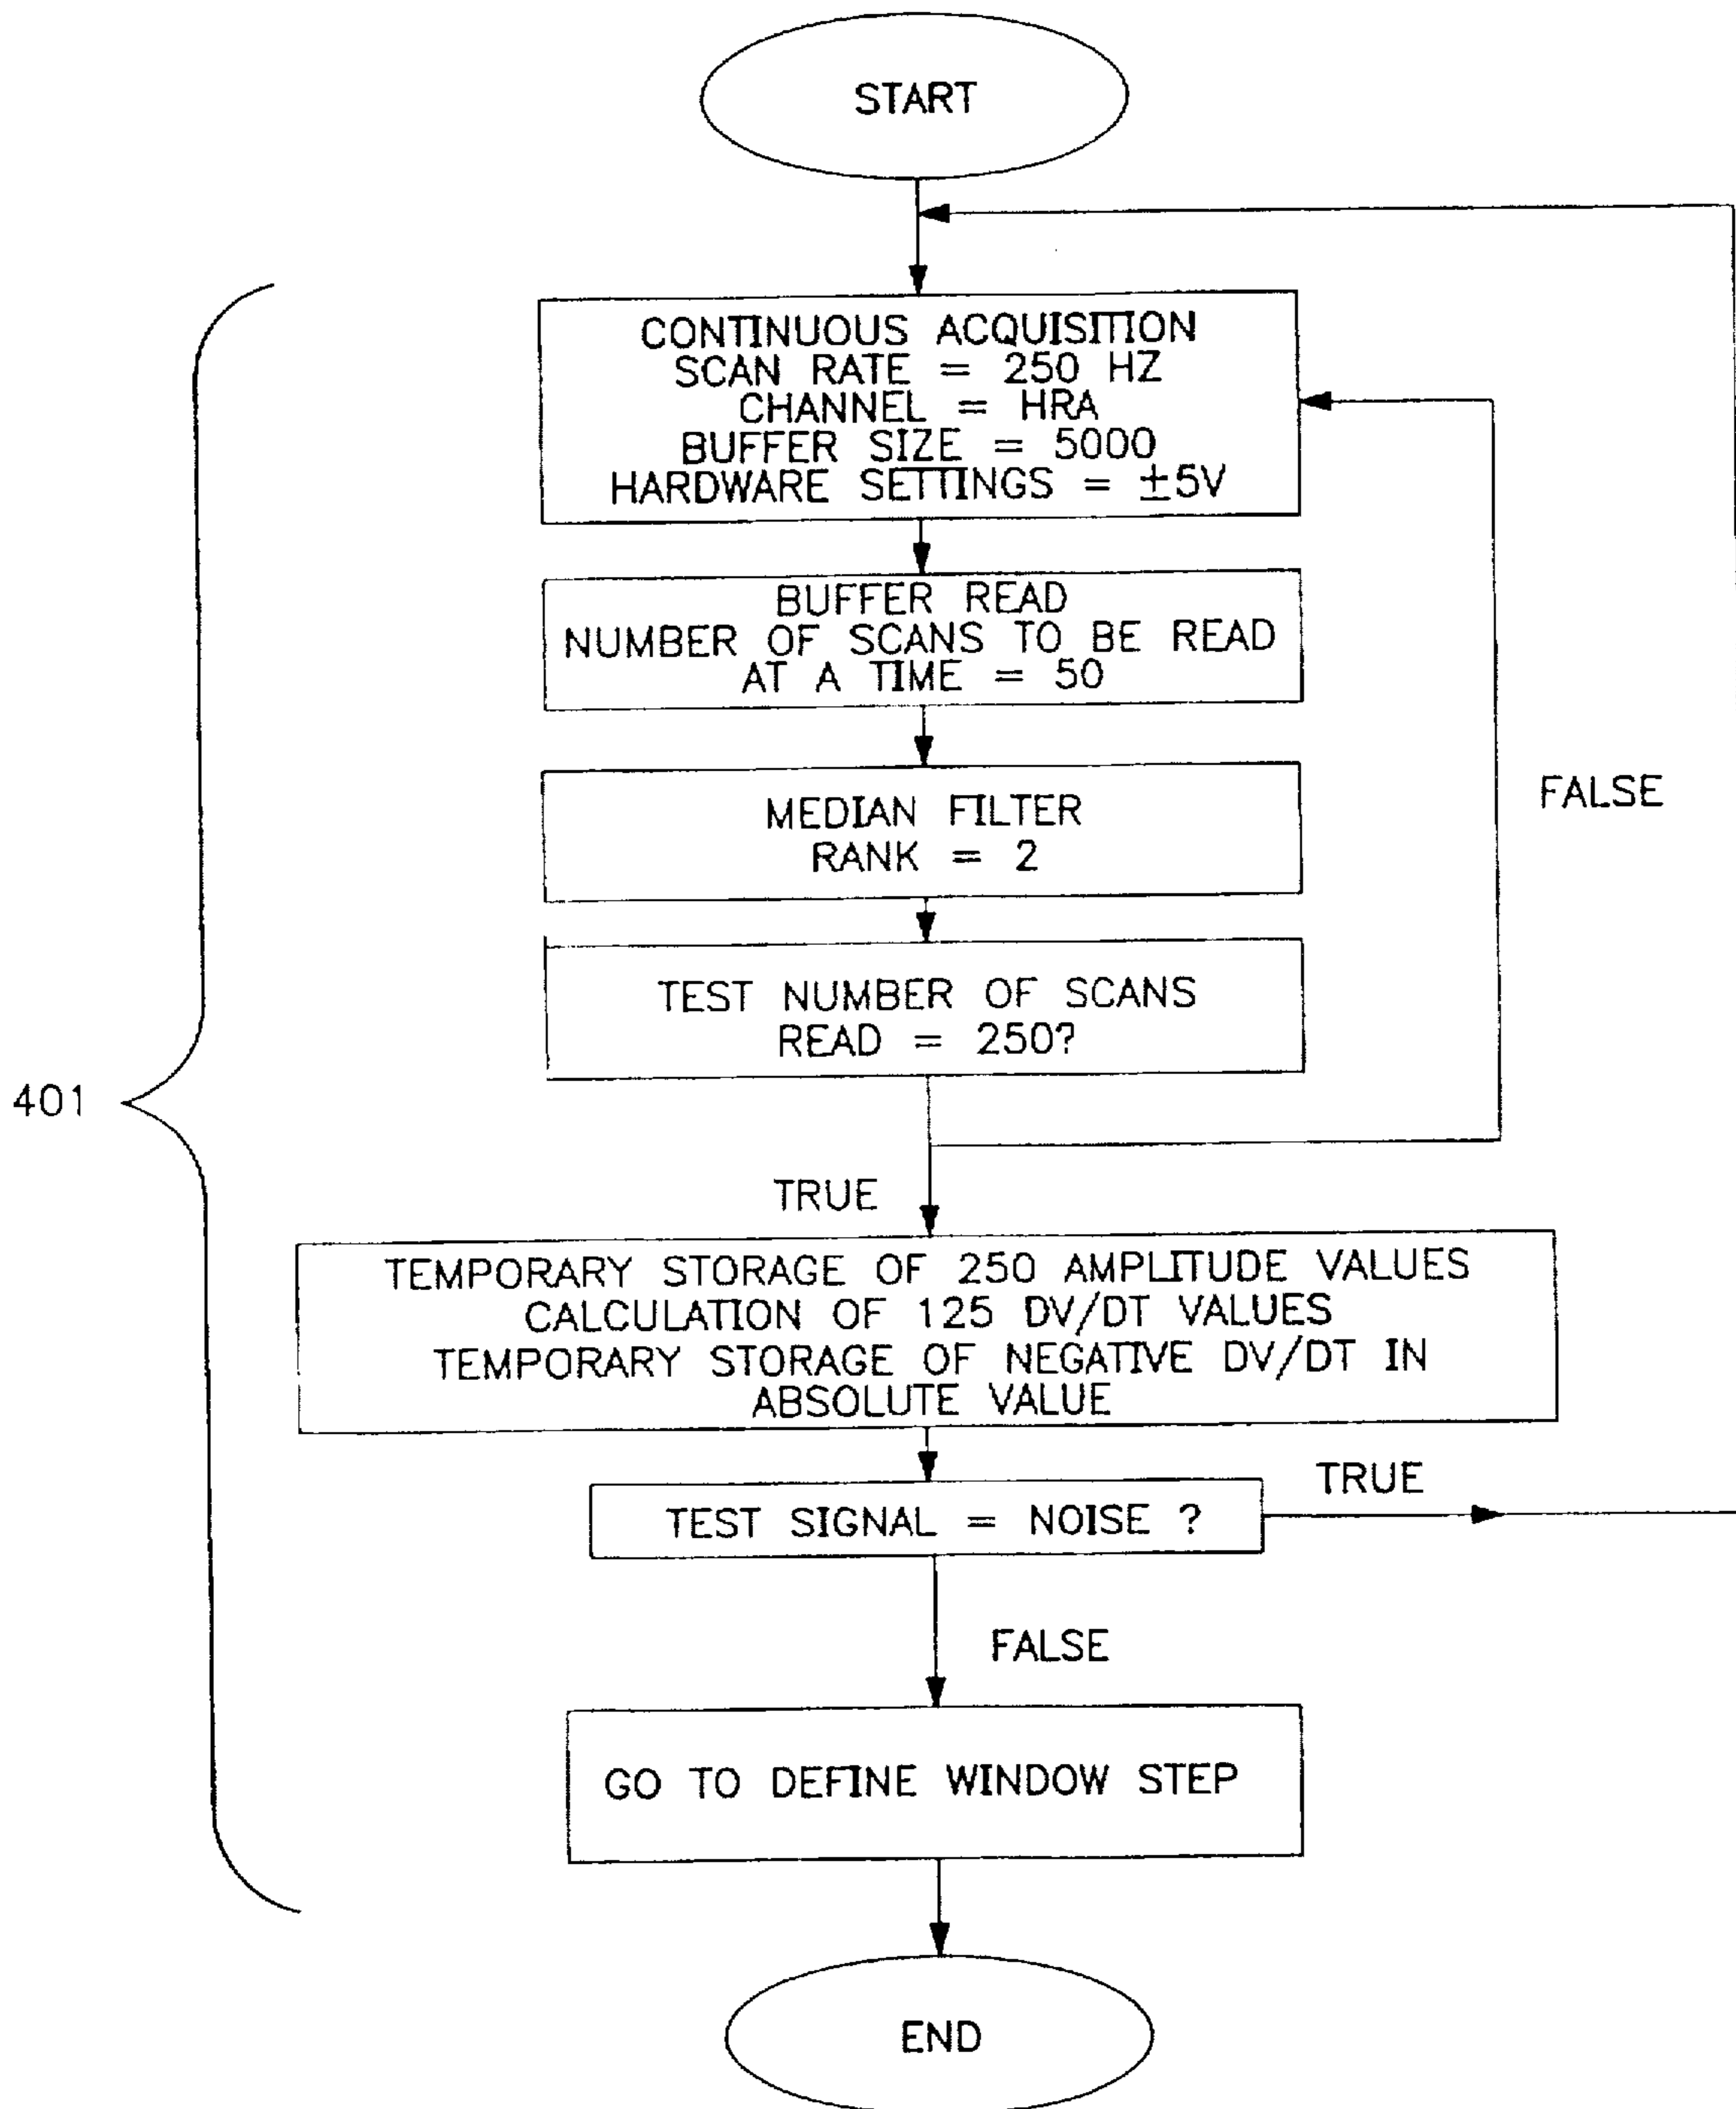 START
CONTINUOUS ACQUISITION
SCAN RATE = 250 HZ
CHANNEL = HRA
BUFFER SIZE = 5000
HARDWARE SETTINGS = ±5V
BUFFER READ
NUMBER OF SCANS TO BE READ
AT A TIME = 50
FALSE
MEDIAN FILTER
RANK = 2
TEST NUMBER OF SCANS
READ = 250?
401
TRUE
TEMPORARY STORAGE OF 250 AMPLITUDE VALUES
CALCULATION OF 125 DV/DT VALUES
TEMPORARY STORAGE OF NEGATIVE DV/DT IN
ABSOLUTE VALUE
TRUE
TEST SIGNAL = NOISE ?
FALSE
GO TO DEFINE WINDOW STEP
END